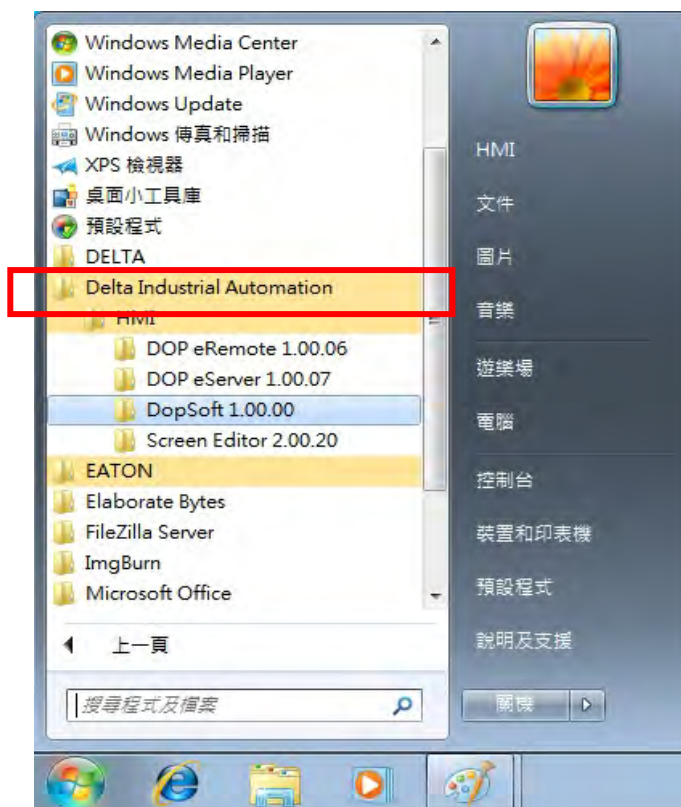 Windows Media Center
Windows Media Player
Windows Update
Windows 傳真和掃描
XPS 檢視器
桌面小工具庫
預設程式
DELTA
Delta Industrial Automation
HMI
DOP eRemote 1.00.06
DOP eServer 1.00.07
DopSoft 1.00.00
Screen Editor 2.00.20
EATON
Elaborate Bytes
FileZilla Server
ImgBurn
Microsoft Office
上一頁
搜尋程式及檔案
HMI
文件
圖片
音樂
遊樂場
電腦
控制台
裝置和印表機
預設程式
說明及支援
關機